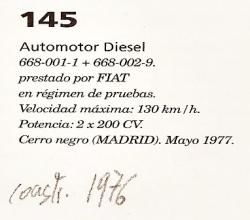 145
Automotor Diesel
668-001-1 + 668-002-9.
prestado por FIAT
en régimen de pruebas.
Velocidad máxima: 130 km/h.
Potencia: 2 x 200 CV.
Cerro negro (MADRID). Mayo 1977.
constr. 1976